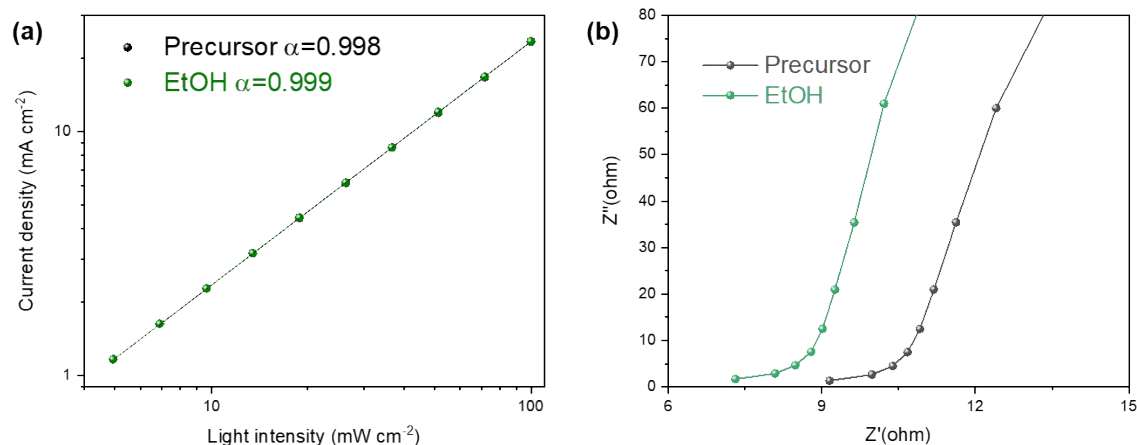 (a)
Precursor α=0.998
EtOH α=0.999
10
1
10
100
Current density (mA cm⁻²)
Light intensity (mW cm⁻²)
(b)
Precursor
EtOH
80
70
60
50
40
30
20
10
0
6
9
12
15
Z''(ohm)
Z'(ohm)